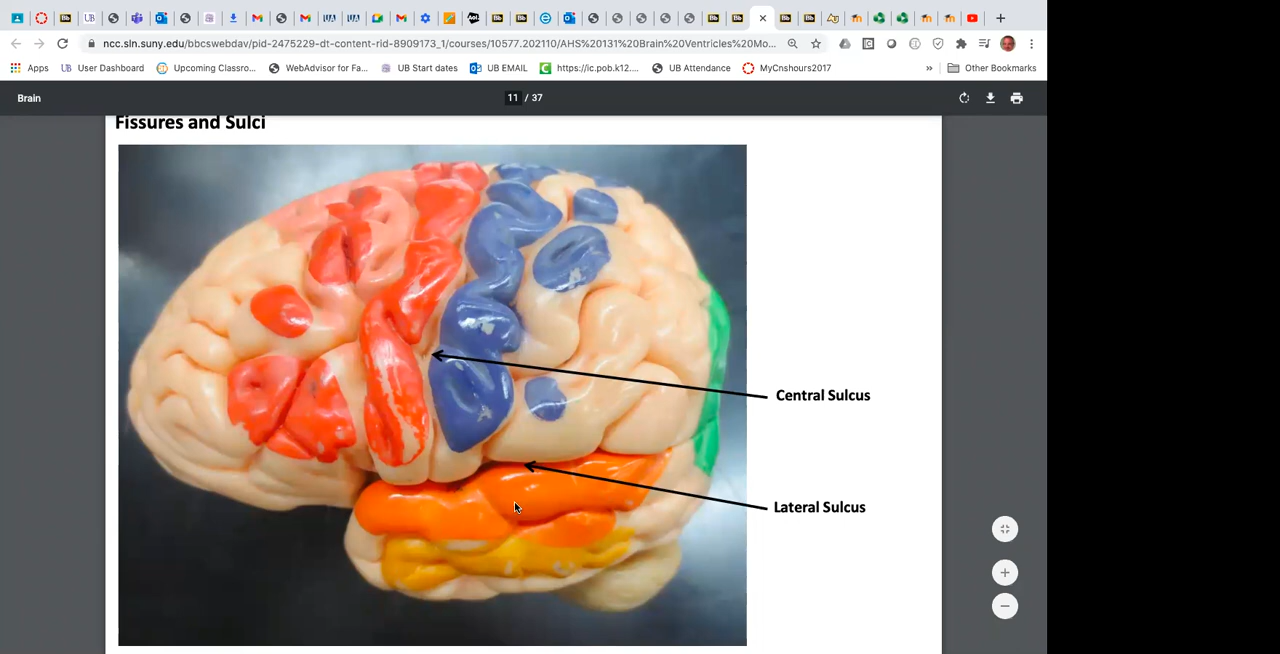 ncc.sln.suny.edu/bbcswebdav/pid-2475229-dt-content-rid-8909173_1/courses/10577.202110/AHS%20131%20Brain%20Ventricles%20Mo...
Apps UB User Dashboard Upcoming Classro... WebAdvisor for Fa... UB Start dates UB EMAIL https://ic.pob.k12.... UB Attendance MyCnshours2017 » Other Bookmarks
Brain 11 / 37
Fissures and Sulci
Central Sulcus
Lateral Sulcus